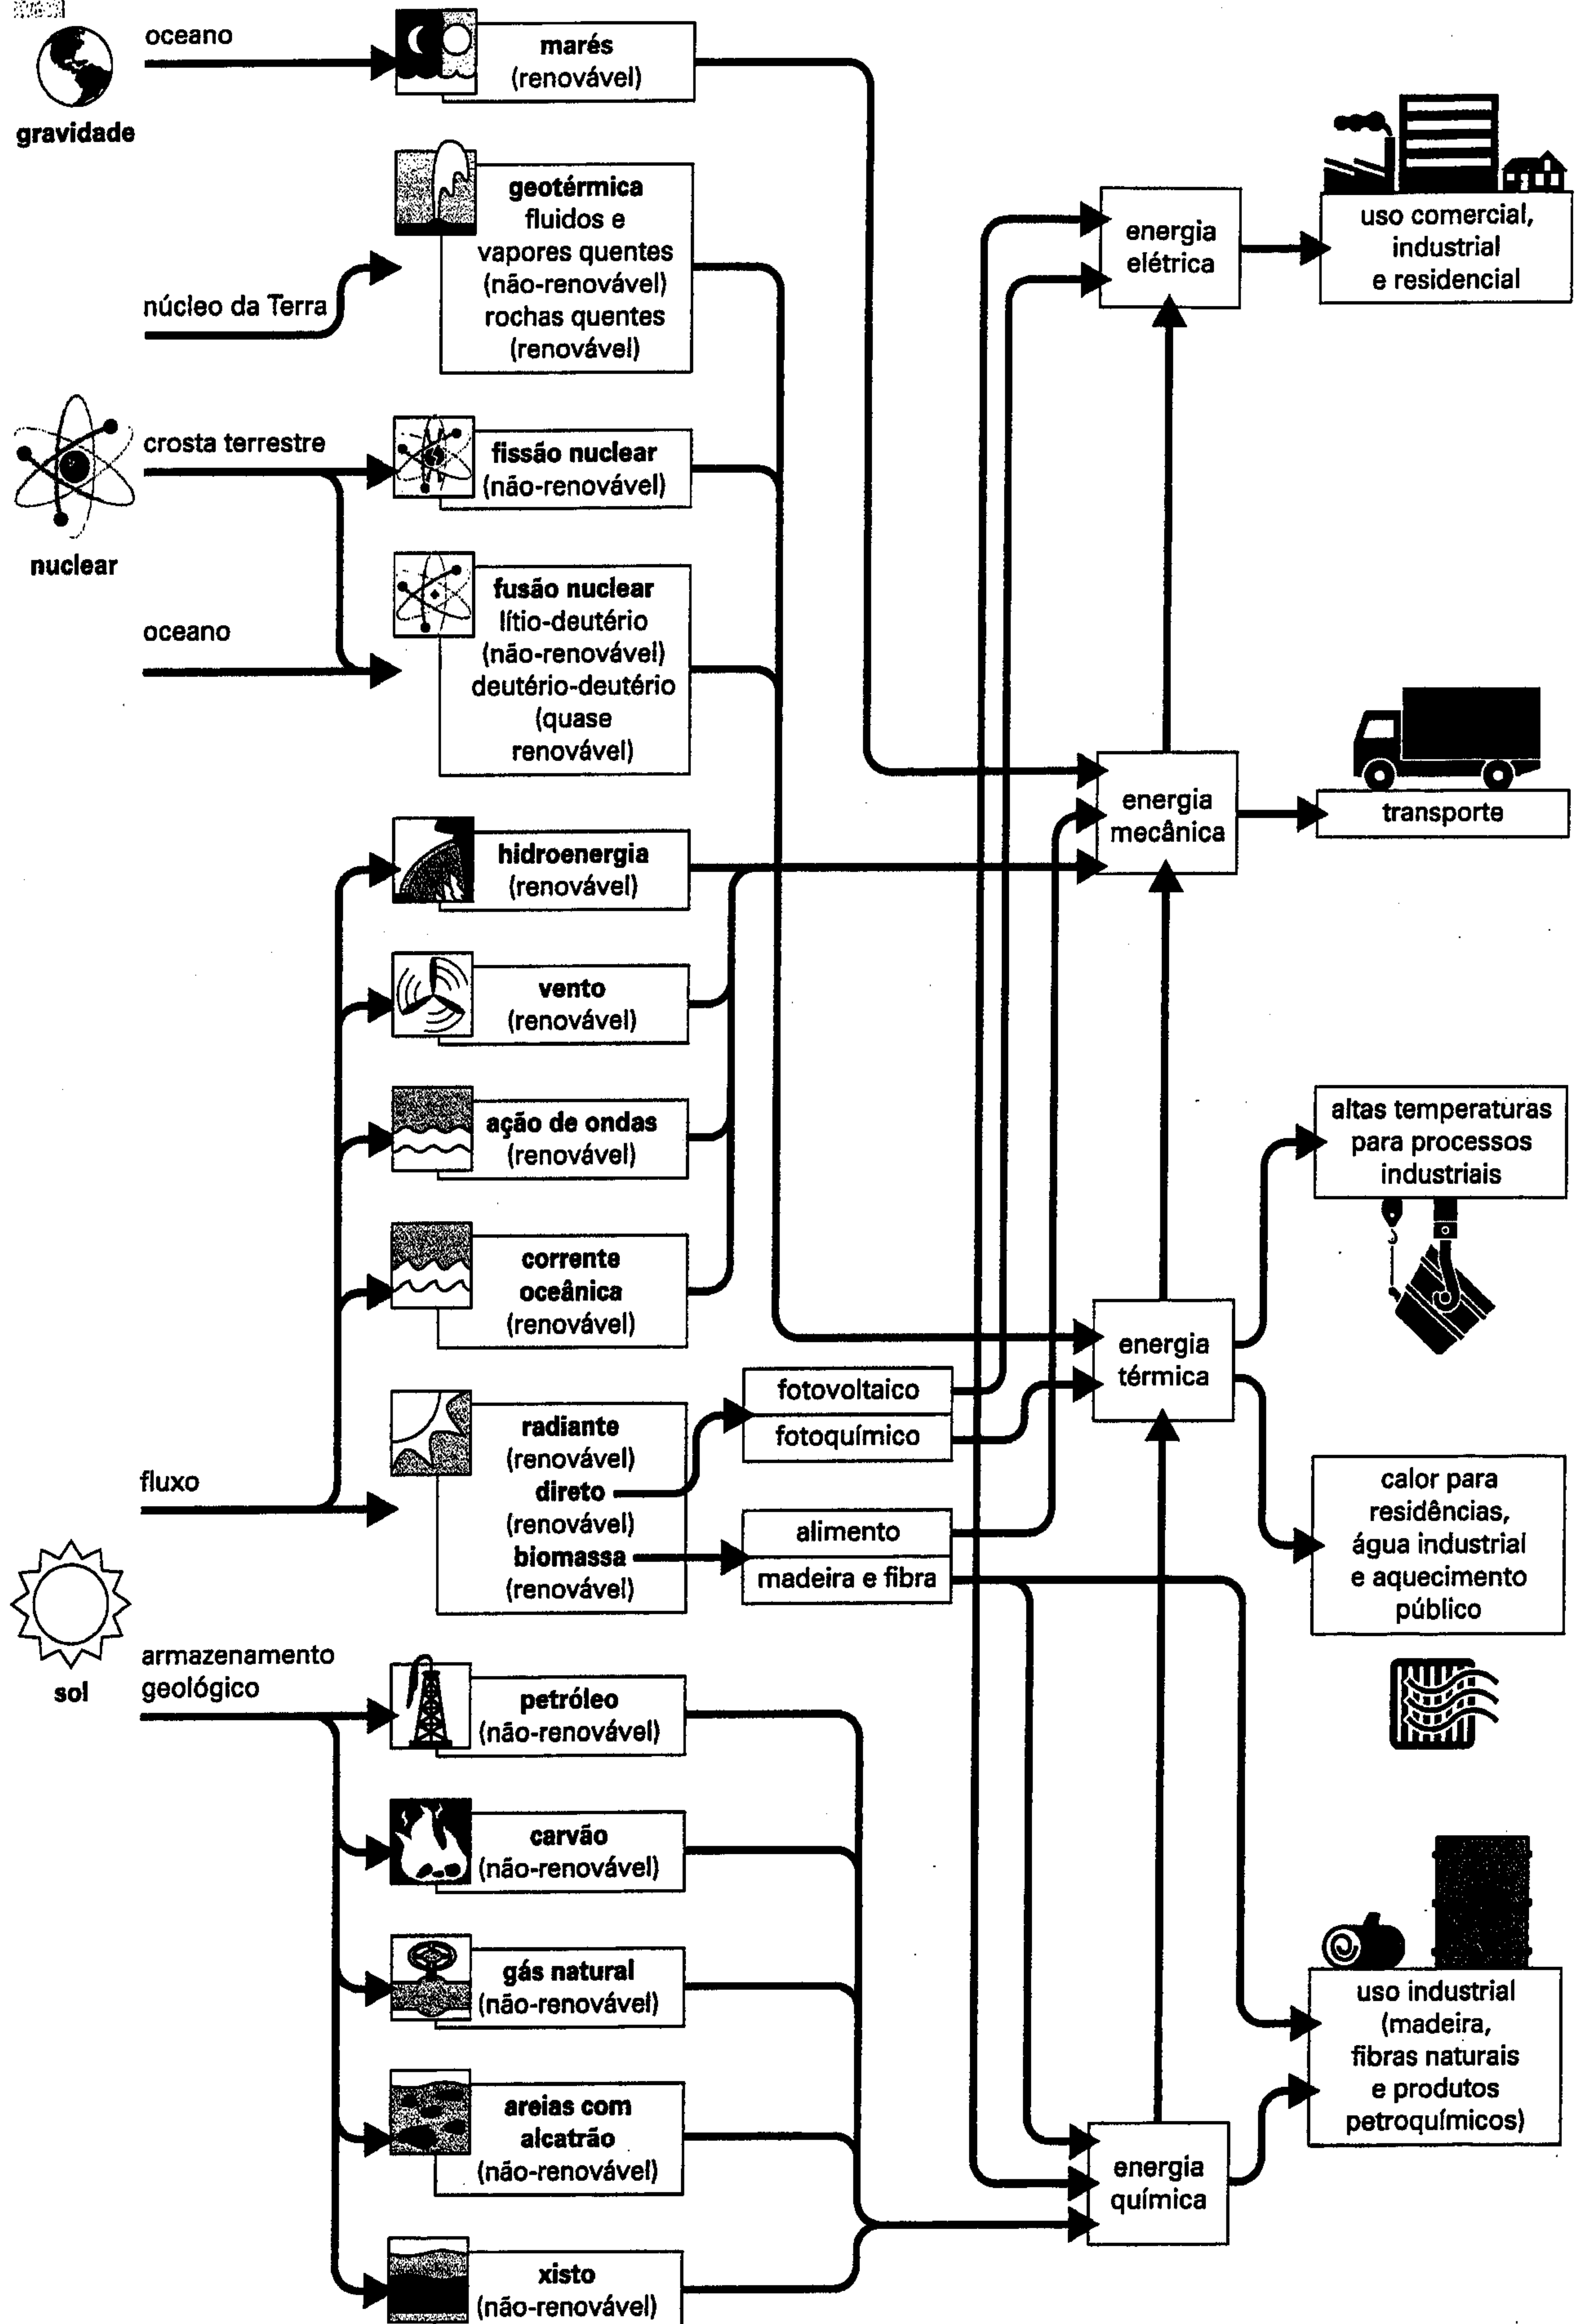 oceano
gravidade
marés
(renovável)
geotérmica
fluidos e
vapores quentes
(não-renovável)
rochas quentes
(renovável)
núcleo da Terra
crosta terrestre
nuclear
fissão nuclear
(não-renovável)
oceano
fusão nuclear
lítio-deutério
(não-renovável)
deutério-deutério
(quase
renovável)
hidroenergia
(renovável)
vento
(renovável)
ação de ondas
(renovável)
corrente
oceânica
(renovável)
fluxo
radiante
(renovável)
direto
(renovável)
biomassa
(renovável)
fotovoltaico
fotoquímico
alimento
madeira e fibra
sol
armazenamento
geológico
petróleo
(não-renovável)
carvão
(não-renovável)
gás natural
(não-renovável)
areias com
alcatrão
(não-renovável)
xisto
(não-renovável)
energia
elétrica
uso comercial,
industrial
e residencial
energia
mecânica
transporte
energia
térmica
altas temperaturas
para processos
industriais
calor para
residências,
água industrial
e aquecimento
público
energia
química
uso industrial
(madeira,
fibras naturais
e produtos
petroquímicos)